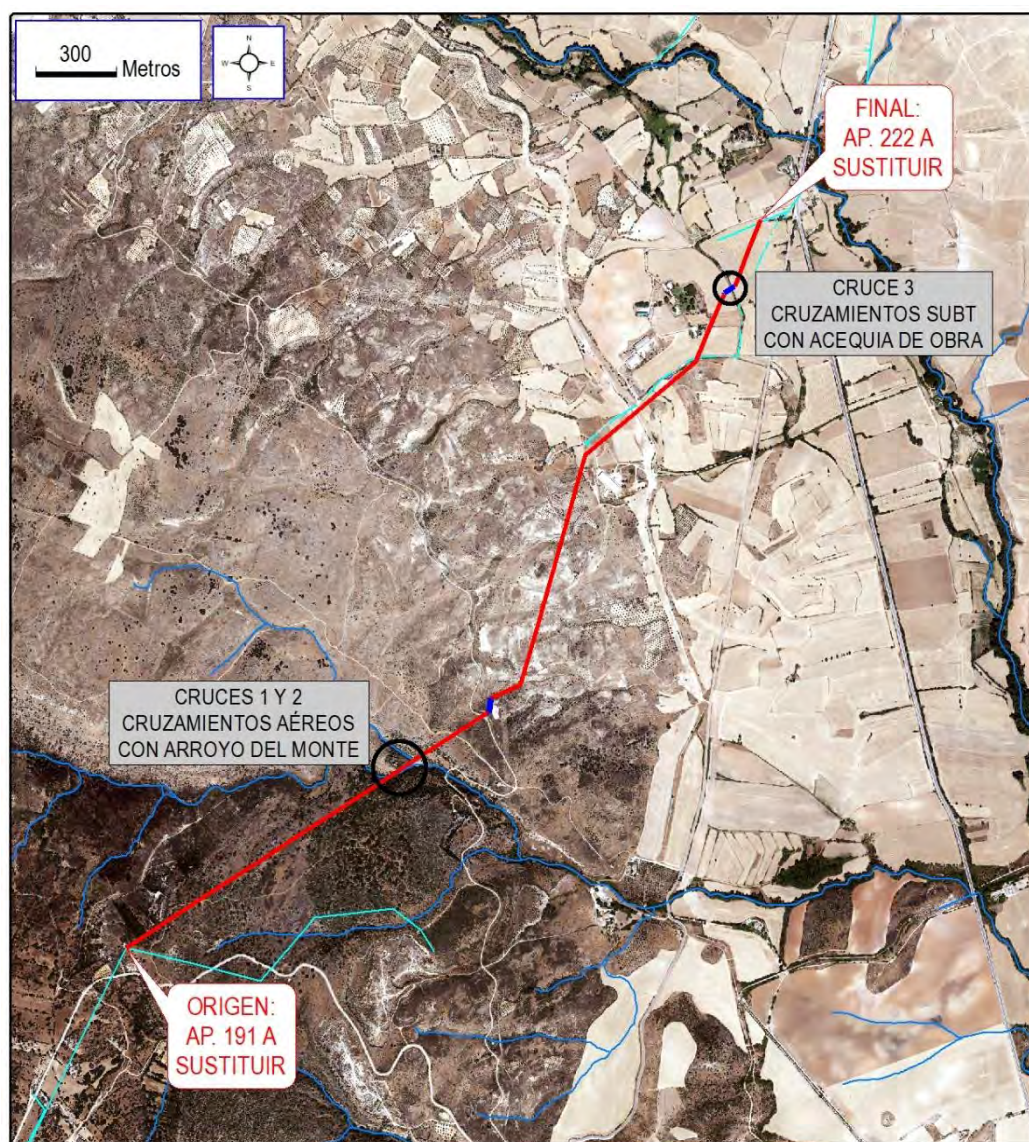 300
Metros
N
W
E
S
FINAL:
AP. 222 A
SUSTITUIR
CRUCE 3
CRUZAMIENTOS SUBT
CON ACEQUIA DE OBRA
CRUCES 1 Y 2
CRUZAMIENTOS AÉREOS
CON ARROYO DEL MONTE
ORIGEN:
AP. 191 A
SUSTITUIR